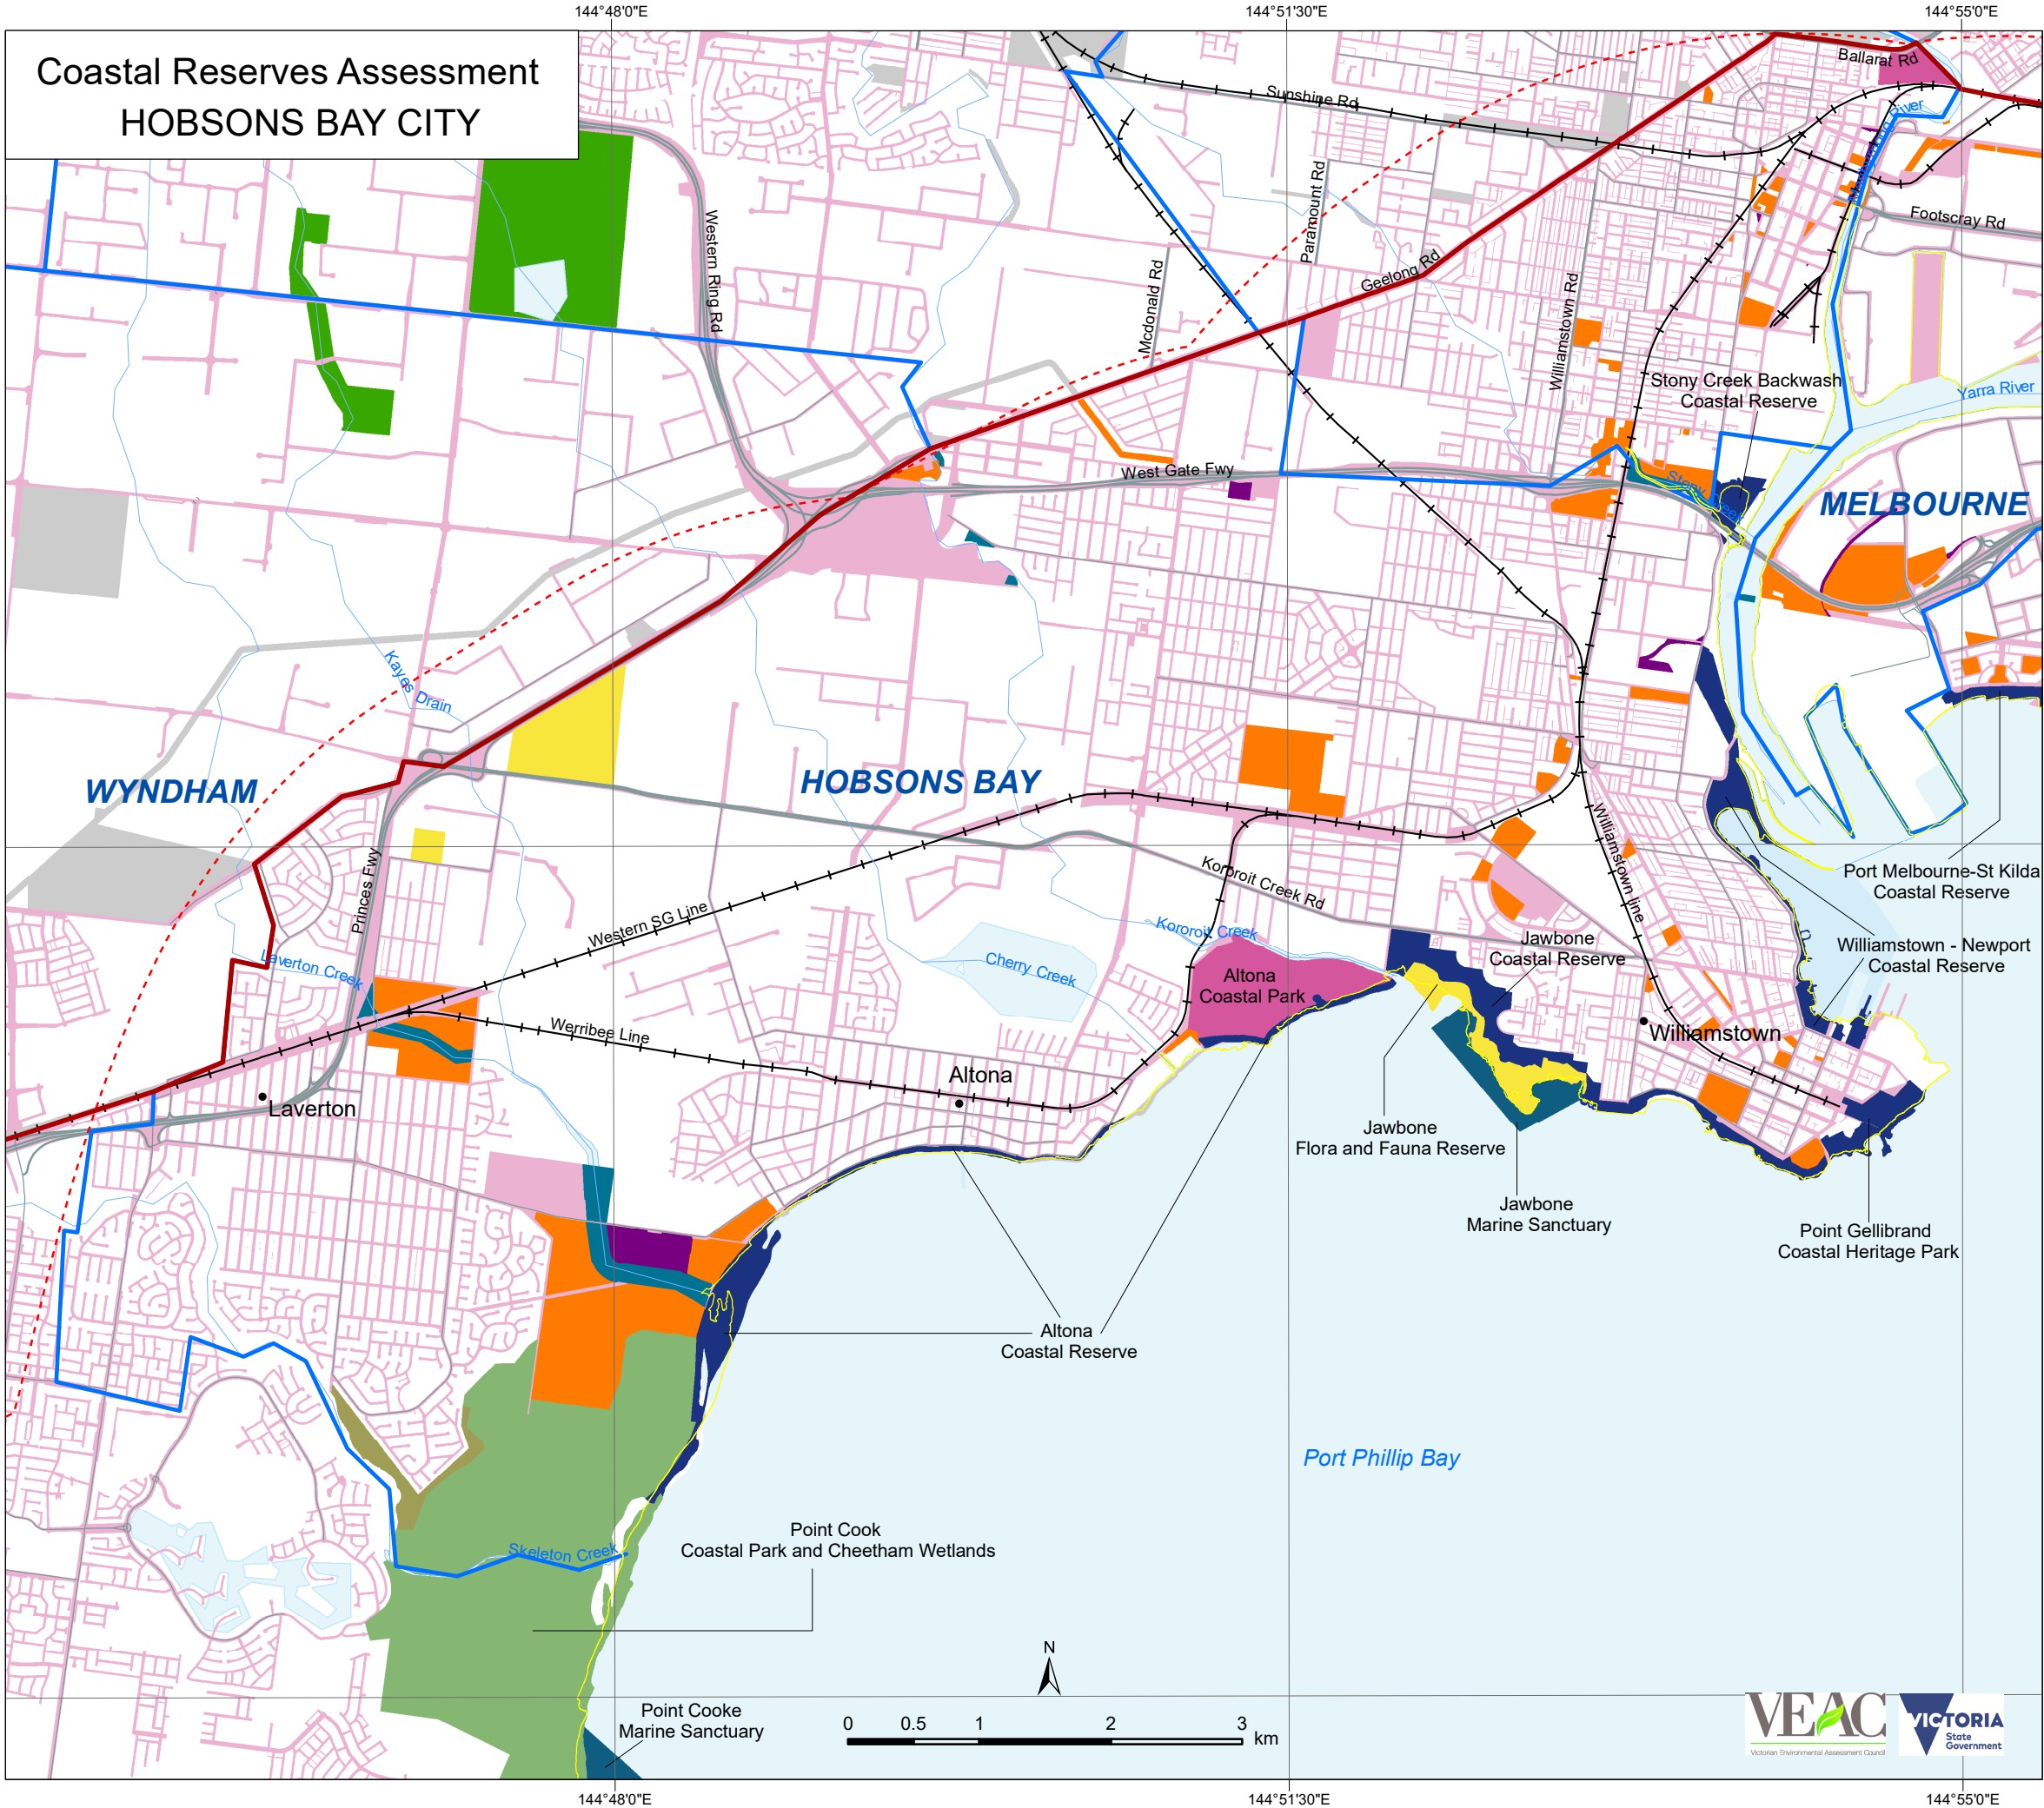 144°48'0"E
144°51'30"E
144°55'0"E
Coastal Reserves Assessment
HOBSONS BAY CITY
Ballarat Rd
Sunshine Rd
River
Paramount Rd
Western Ring Rd
Footscray Rd
Mcdonald Rd
Geelong Rd
Williamstown Rd
Stony Creek Backwash
Coastal Reserve
Yarra River
West Gate Fwy
Stony Creek
MELBOURNE
Kayes Drain
WYNDHAM
HOBSONS BAY
Williamstown line
Princes Fwy
Kororoit Creek Rd
Port Melbourne-St Kilda
Coastal Reserve
Western SG Line
Kororoit Creek
Jawbone
Coastal Reserve
Williamstown - Newport
Coastal Reserve
Laverton Creek
Cherry Creek
Altona
Coastal Park
Werribee Line
Williamstown
Altona
Laverton
Jawbone
Flora and Fauna Reserve
Jawbone
Marine Sanctuary
Point Gellibrand
Coastal Heritage Park
Altona
Coastal Reserve
Port Phillip Bay
Point Cook
Coastal Park and Cheetham Wetlands
Skeleton Creek
N
Point Cooke
Marine Sanctuary
0 0.5 1 2 3 km
VEAC
Victorian Environmental Assessment Council
VICTORIA
State
Government
144°48'0"E
144°51'30"E
144°55'0"E